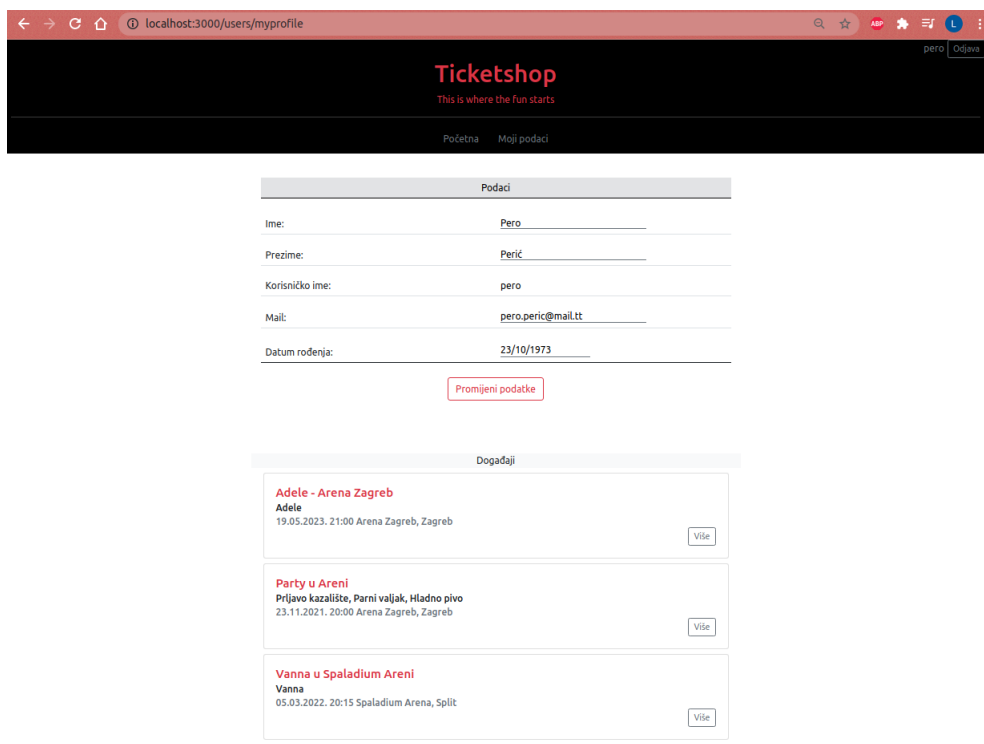 localhost:3000/users/myprofile
ABP
L
pero Odjava
Ticketshop
This is where the fun starts
Početna Moji podaci
Podaci
Ime: Pero
Prezime: Perić
Korisničko ime: pero
Mail: pero.peric@mail.tt
Datum rođenja: 23/10/1973
Promijeni podatke
Događaji
Adele - Arena Zagreb
Adele
19.05.2023. 21:00 Arena Zagreb, Zagreb
Više
Party u Areni
Prljavo kazalište, Parni valjak, Hladno pivo
23.11.2021. 20:00 Arena Zagreb, Zagreb
Više
Vanna u Spaladium Areni
Vanna
05.03.2022. 20:15 Spaladium Arena, Split
Više